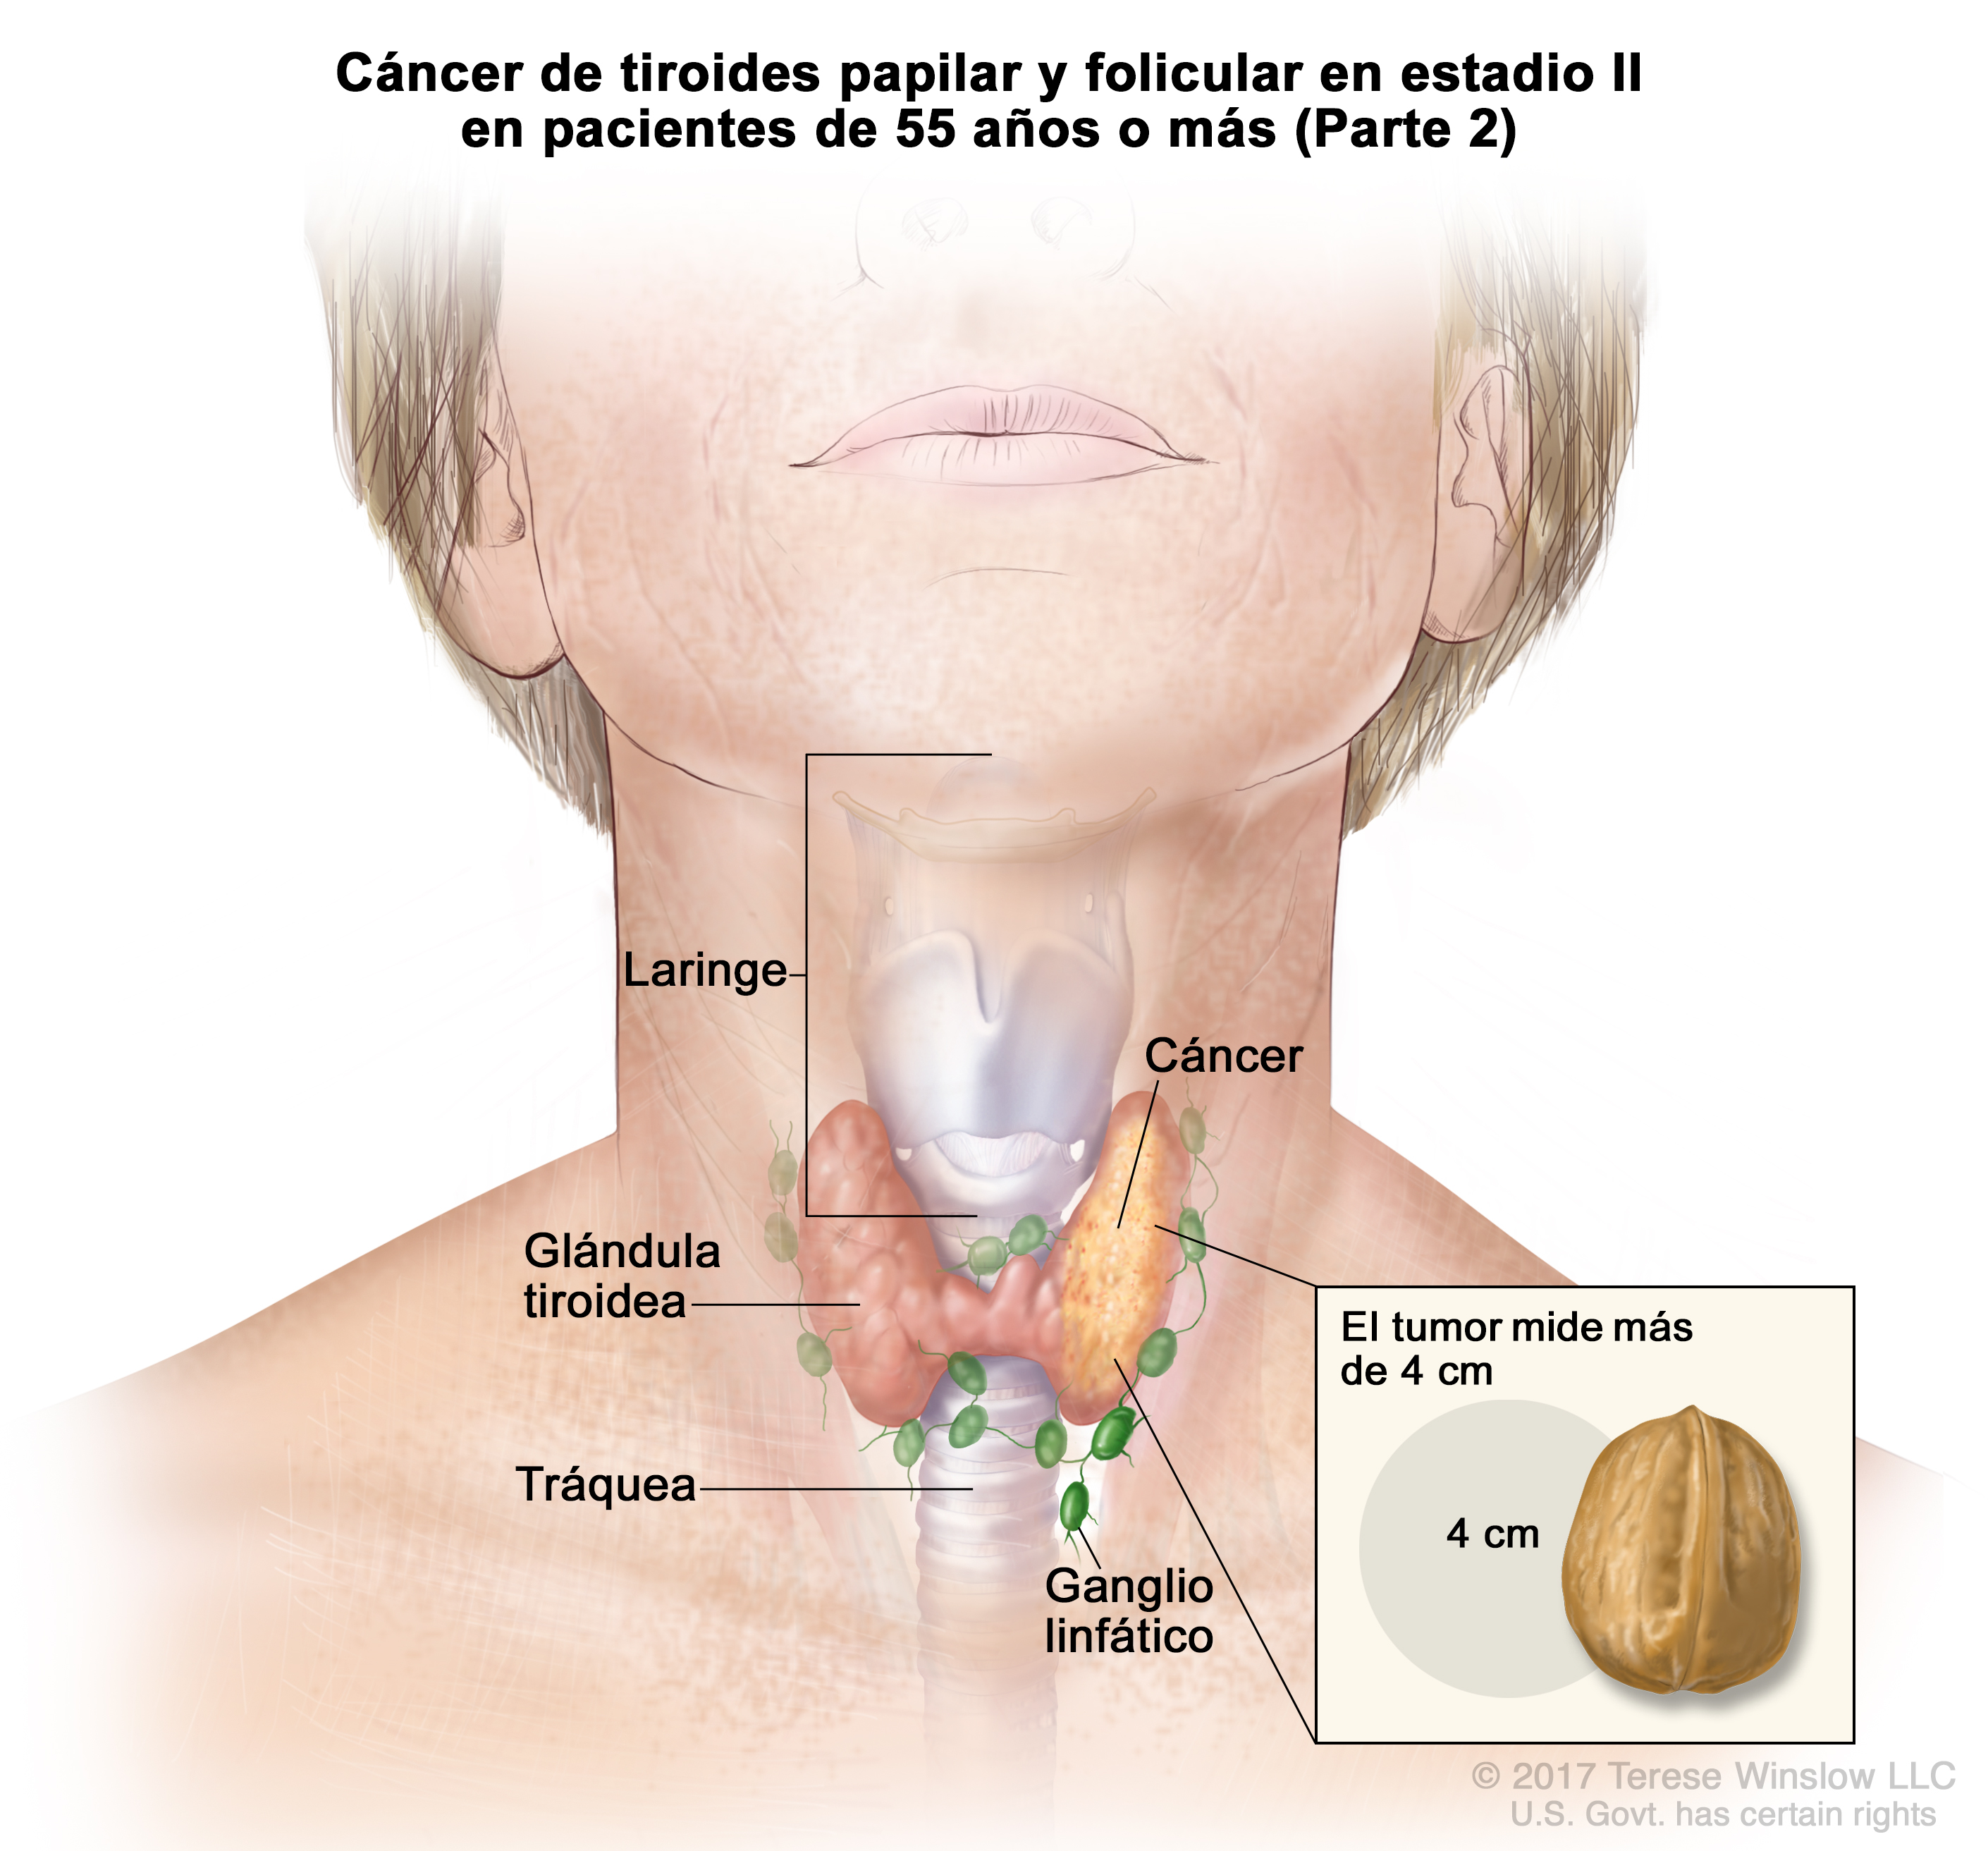 Cáncer de tiroides papilar y folicular en estadio II
en pacientes de 55 años o más (Parte 2)
Laringe
Cáncer
Glándula
tiroidea
El tumor mide más
de 4 cm
4 cm
Tráquea
Ganglio
linfático
© 2017 Terese Winslow LLC
U.S. Govt. has certain rights